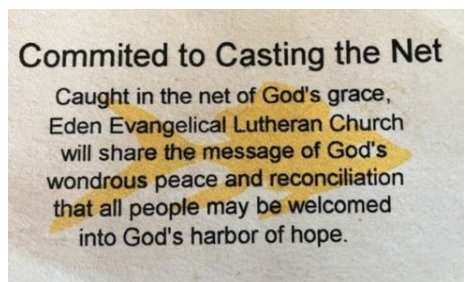 Commited to Casting the Net
Caught in the net of God's grace,
Eden Evangelical Lutheran Church
will share the message of God's
wondrous peace and reconciliation
that all people may be welcomed
into God's harbor of hope.